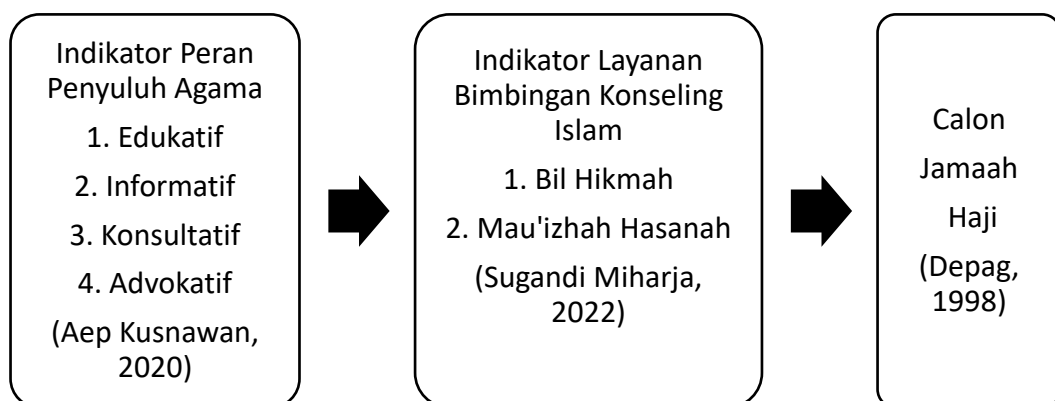 Indikator Peran
Penyuluh Agama
1. Edukatif
2. Informatif
3. Konsultatif
4. Advokatif
(Aep Kusnawan,
2020)
Indikator Layanan
Bimbingan Konseling
Islam
1. Bil Hikmah
2. Mau'izhah Hasanah
(Sugandi Miharja,
2022)
Calon
Jamaah
Haji
(Depag,
1998)